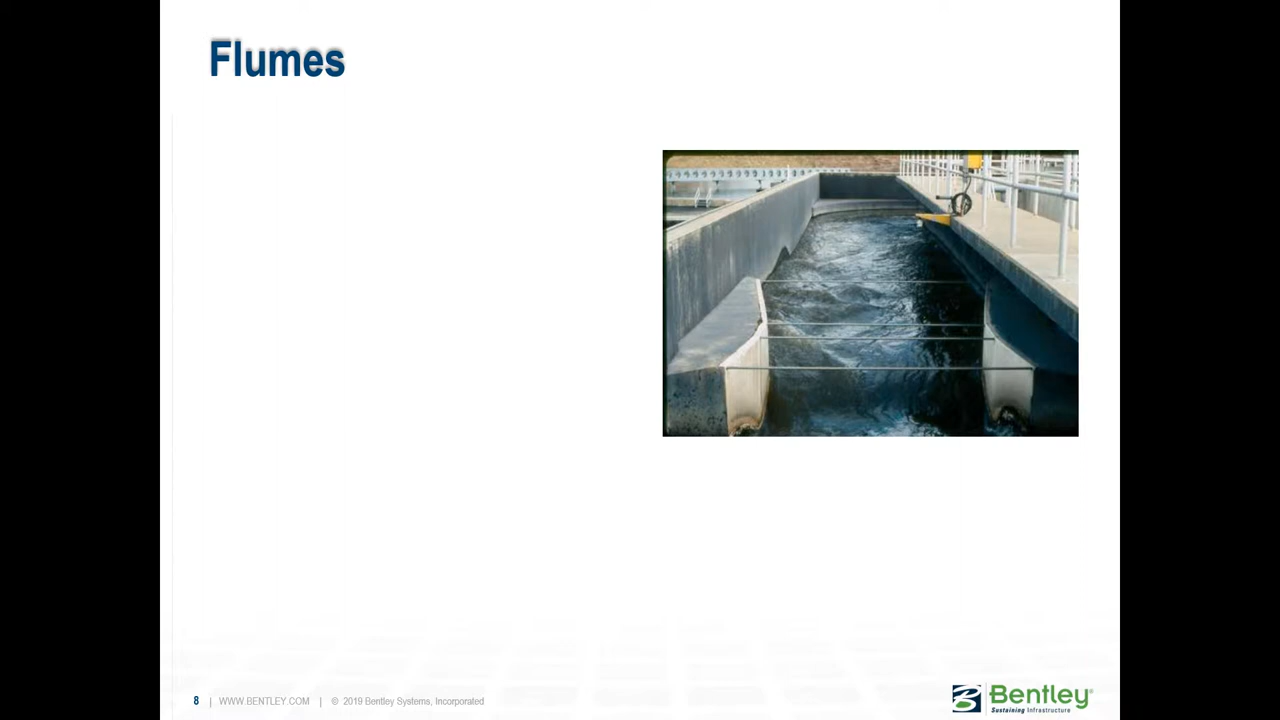 Flumes
8 | WWW.BENTLEY.COM | © 2019 Bentley Systems, Incorporated
Bentley®
Sustaining Infrastructure